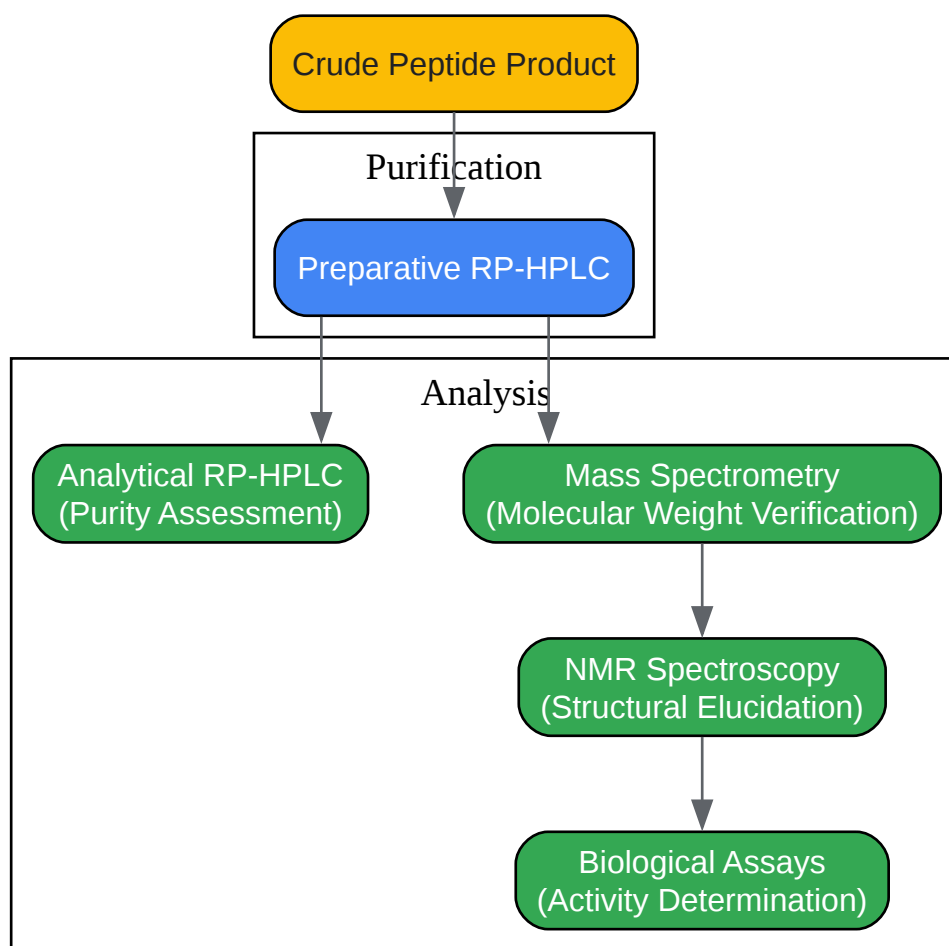 Crude Peptide Product
Purification
Preparative RP-HPLC
Analysis
Analytical RP-HPLC
(Purity Assessment)
Mass Spectrometry
(Molecular Weight Verification)
NMR Spectroscopy
(Structural Elucidation)
Biological Assays
(Activity Determination)